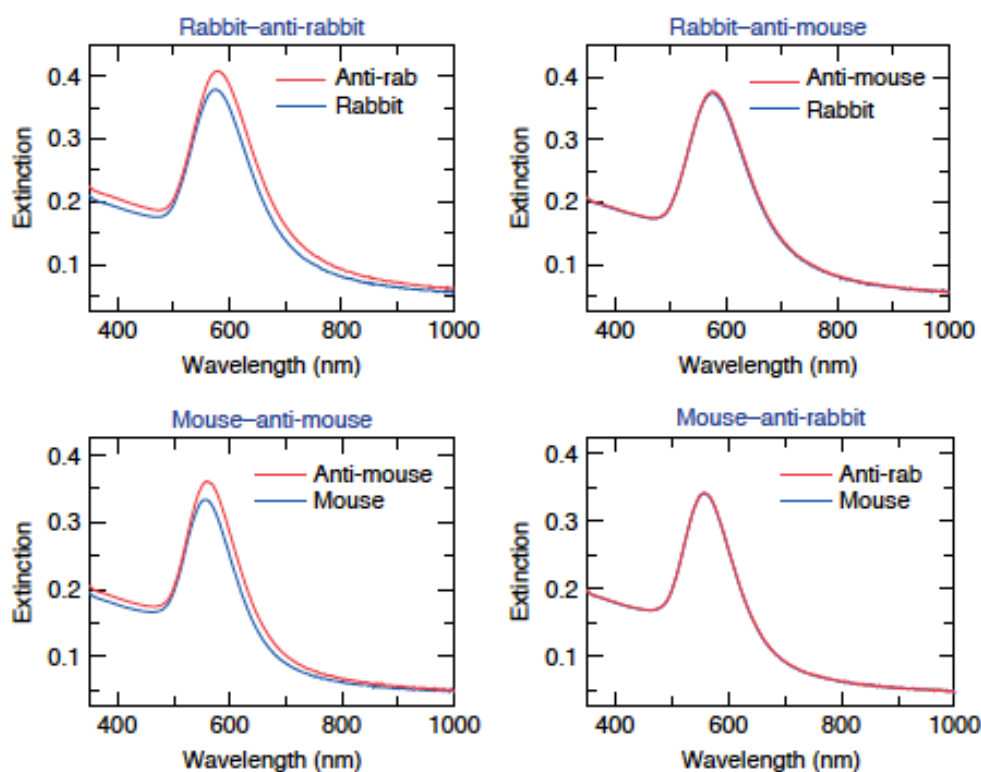 Rabbit–anti-rabbit
Extinction
0.4
0.3
0.2
0.1
Anti-rab
Rabbit
400 600 800 1000
Wavelength (nm)
Rabbit–anti-mouse
Extinction
0.4
0.3
0.2
0.1
Anti-mouse
Rabbit
400 600 800 1000
Wavelength (nm)
Mouse–anti-mouse
Extinction
0.4
0.3
0.2
0.1
Anti-mouse
Mouse
400 600 800 1000
Wavelength (nm)
Mouse–anti-rabbit
Extinction
0.4
0.3
0.2
0.1
Anti-rab
Mouse
400 600 800 1000
Wavelength (nm)